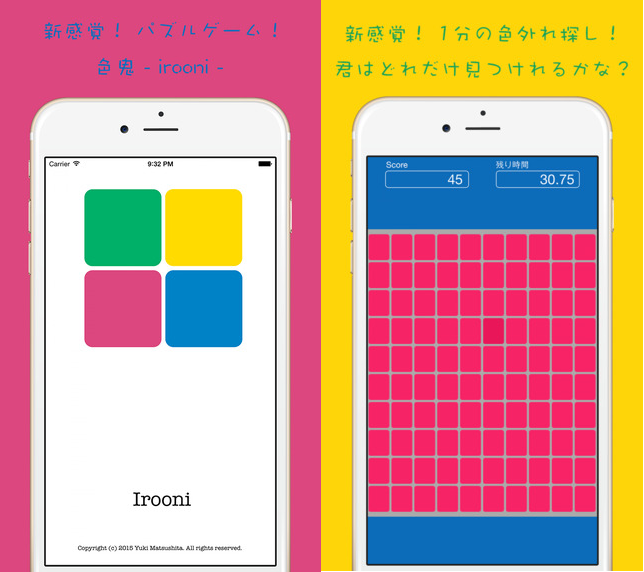 新感覚！ パズルゲーム！
色鬼 - irooni -
Carrier 9:32 PM
Irooni
Copyright (c) 2015 Yuki Matsushita. All rights reserved.
新感覚！ 1分の色外れ探し！
君はどれだけ見つけれるかな？
Score 残り時間
45 30.75